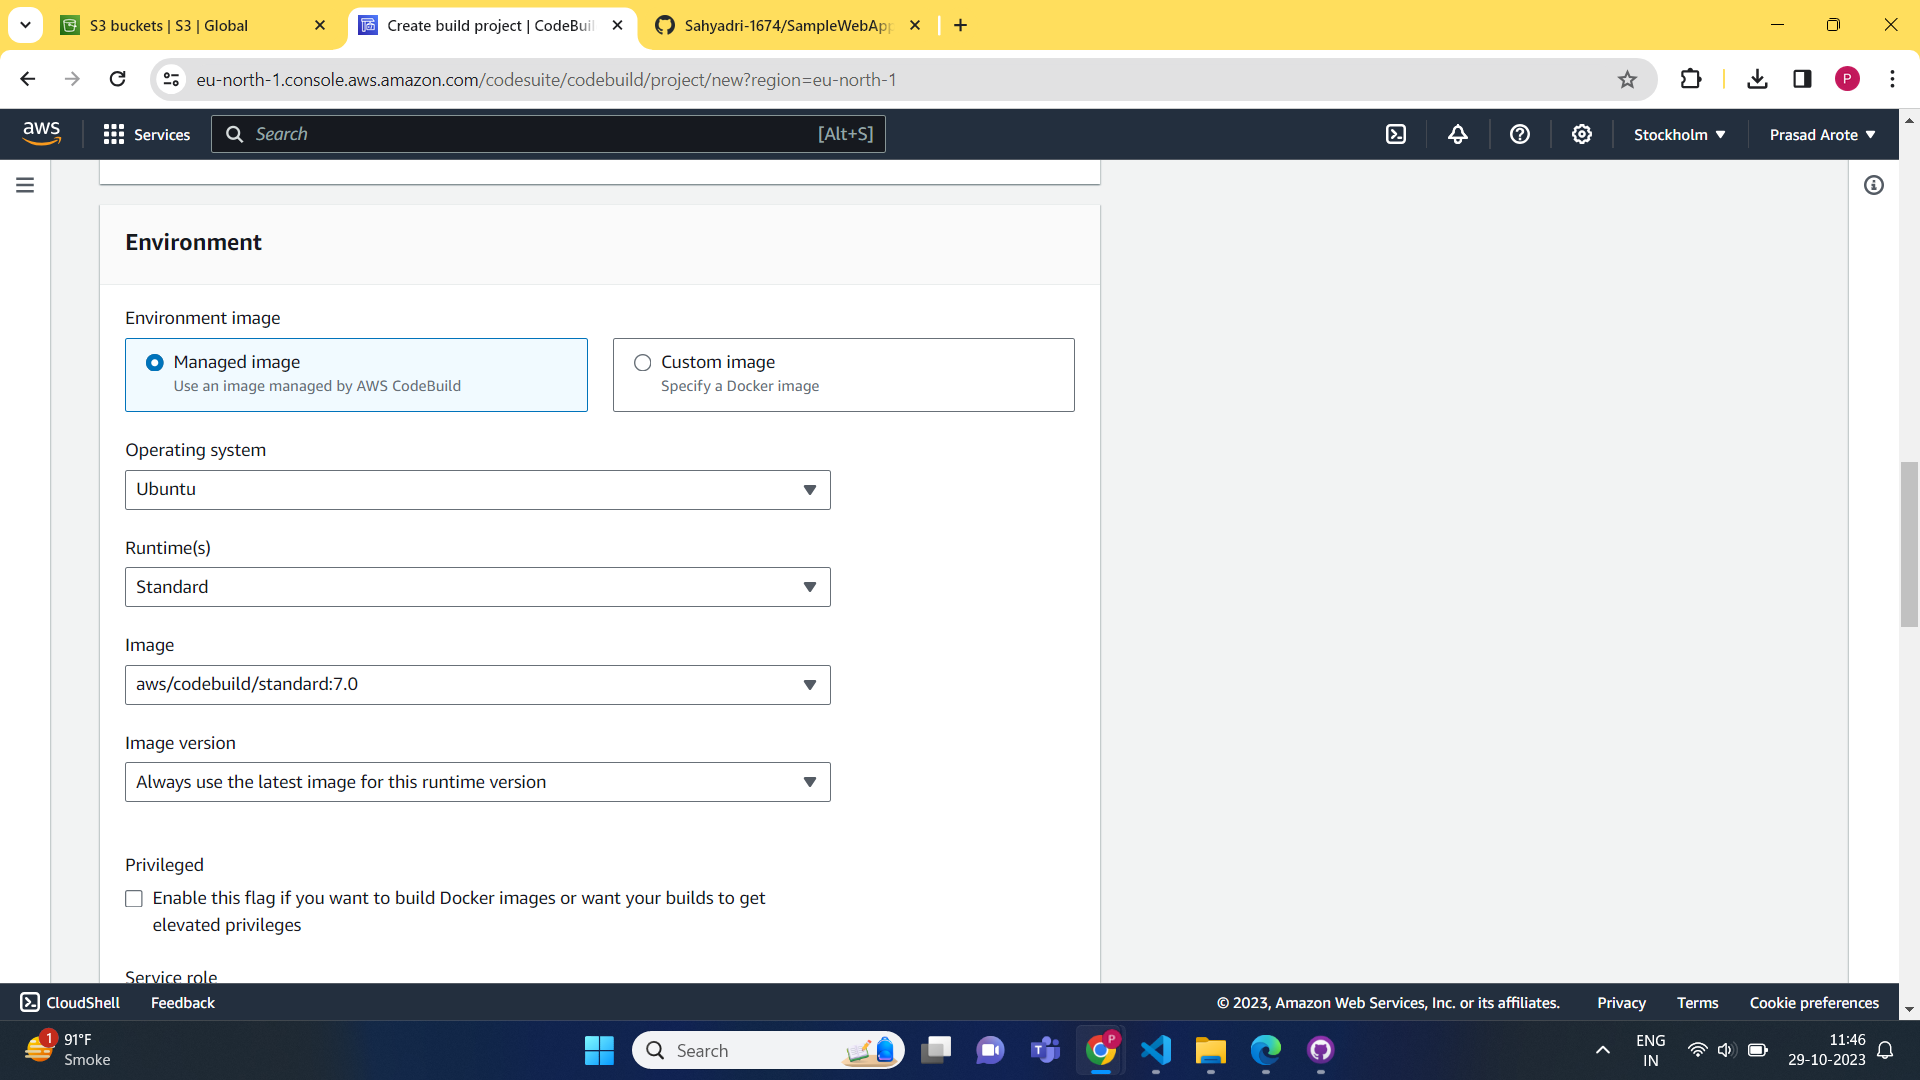 S3 buckets | S3 | Global
Create build project | CodeBuil
Sahyadri-1674/SampleWebApp
eu-north-1.console.aws.amazon.com/codesuite/codebuild/project/new?region=eu-north-1
P
aws
Services
Search
[Alt+S]
Stockholm
Prasad Arote
Environment
Environment image
Managed image
Use an image managed by AWS CodeBuild
Custom image
Specify a Docker image
Operating system
Ubuntu
Runtime(s)
Standard
Image
aws/codebuild/standard:7.0
Image version
Always use the latest image for this runtime version
Privileged
Enable this flag if you want to build Docker images or want your builds to get
elevated privileges
Service role
CloudShell
Feedback
© 2023, Amazon Web Services, Inc. or its affiliates.
Privacy
Terms
Cookie preferences
1
91°F
Smoke
Search
P
ENG
IN
11:46
29-10-2023